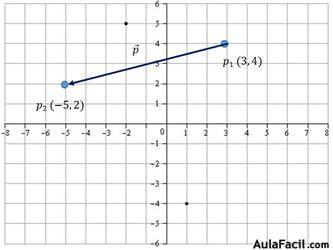 6
5
4
3
2
1
p⃗
p₁ (3,4)
p₂ (−5,2)
-8 -7 -6 -5 -4 -3 -2 -1 0 1 2 3 4 5 6 7 8
-1
-2
-3
-4
-5
-6
AulaFacil.com